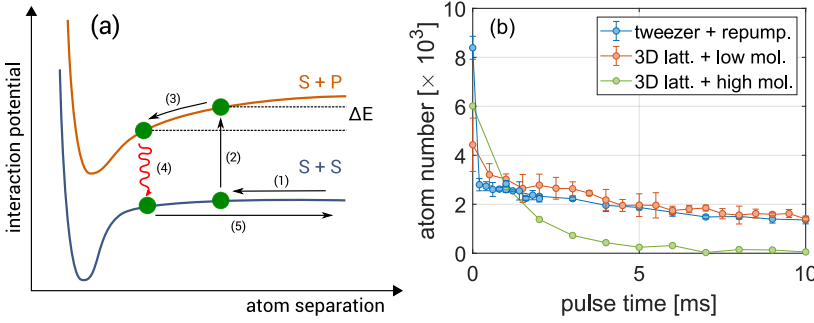 (a)
S + P
(3)
ΔE
(4)
(2)
S + S
(1)
(5)
interaction potential
atom separation
(b)
tweezer + repump.
3D latt. + low mol.
3D latt. + high mol.
10
8
6
4
2
0
atom number [× 10³]
0
5
10
pulse time [ms]